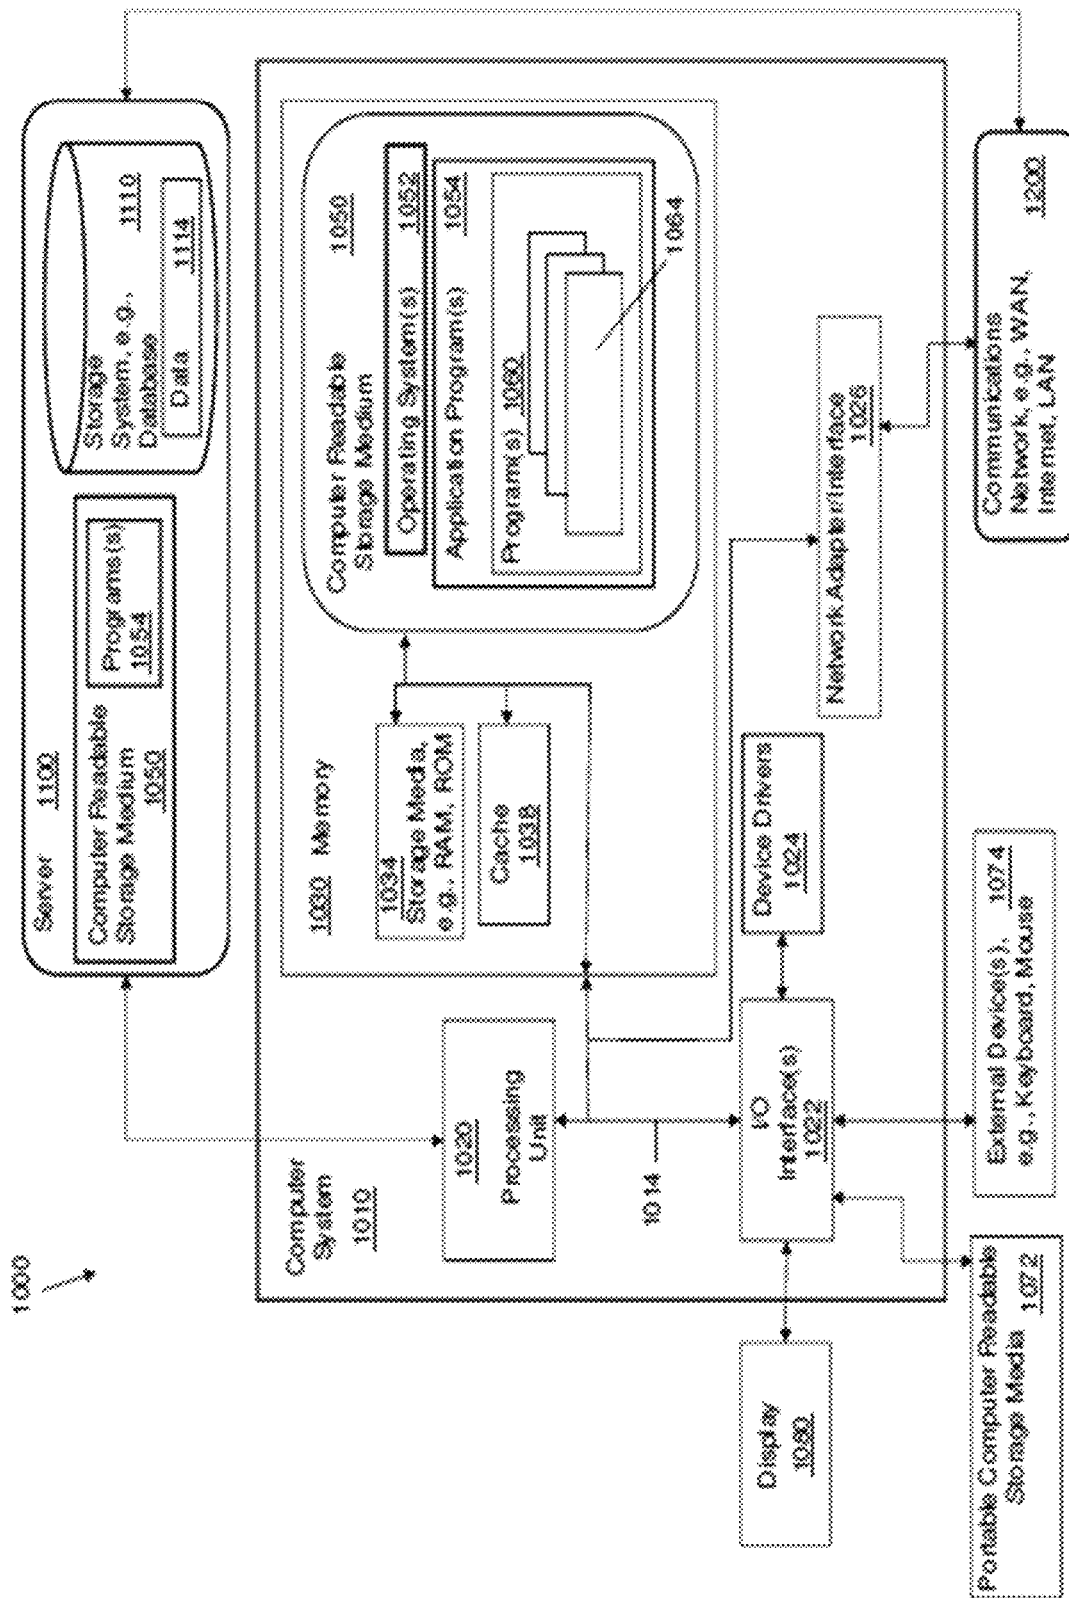 1000
Server 1100
Computer Readable
Storage Medium
1050
Programs(s)
1054
Storage
System, e.g.,
Database
1110
Data 1114
Computer
System
1010
1020
Processing
Unit
1014
1030 Memory
1034
Storage Media,
e.g., RAM, ROM
Cache
1038
Computer Readable
Storage Medium 1050
Operating System(s) 1052
Application Program(s) 1054
Program(s) 1060
1064
I/O
Interface(s)
1022
Device Drivers
1024
Network Adapter/Interface
1026
Display
1080
Portable Computer Readable
Storage Media 1072
External Device(s), 1074
e.g., Keyboard, Mouse
Communications
Network, e.g., WAN,
Internet, LAN
1200